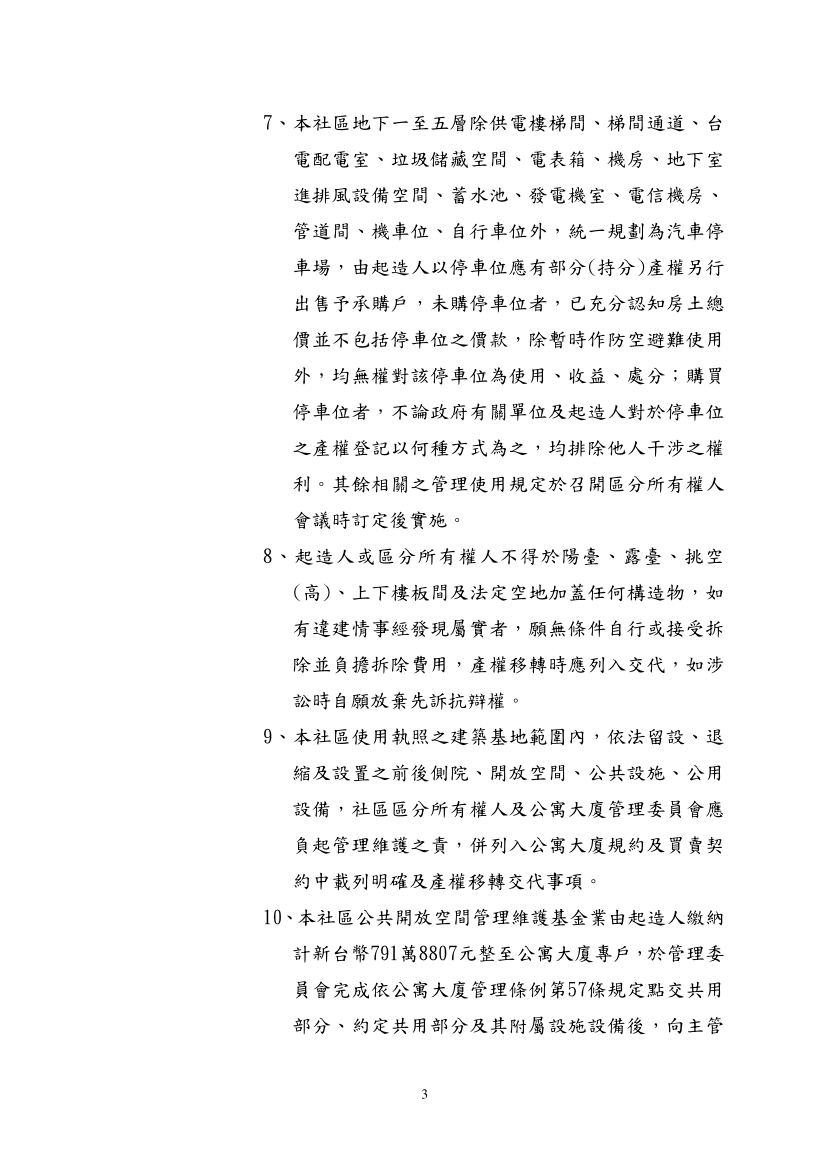 7、本社區地下一至五層除供電樓梯間、梯間通道、台
電配電室、垃圾儲藏空間、電表箱、機房、地下室
進排風設備空間、蓄水池、發電機室、電信機房、
管道間、機車位、自行車位外，統一規劃為汽車停
車場，由起造人以停車位應有部分(持分)產權另行
出售予承購戶，未購停車位者，已充分認知房土總
價並不包括停車位之價款，除暫時作防空避難使用
外，均無權對該停車位為使用、收益、處分；購買
停車位者，不論政府有關單位及起造人對於停車位
之產權登記以何種方式為之，均排除他人干涉之權
利。其餘相關之管理使用規定於召開區分所有權人
會議時訂定後實施。
8、起造人或區分所有權人不得於陽臺、露臺、挑空
(高)、上下樓板間及法定空地加蓋任何構造物，如
有違建情事經發現屬實者，願無條件自行或接受拆
除並負擔拆除費用，產權移轉時應列入交代，如涉
訟時自願放棄先訴抗辯權。
9、本社區使用執照之建築基地範圍內，依法留設、退
縮及設置之前後側院、開放空間、公共設施、公用
設備，社區區分所有權人及公寓大廈管理委員會應
負起管理維護之責，併列入公寓大廈規約及買賣契
約中載列明確及產權移轉交代事項。
10、本社區公共開放空間管理維護基金業由起造人繳納
計新台幣791萬8807元整至公寓大廈專戶，於管理委
員會完成依公寓大廈管理條例第57條規定點交共用
部分、約定共用部分及其附屬設施設備後，向主管
3